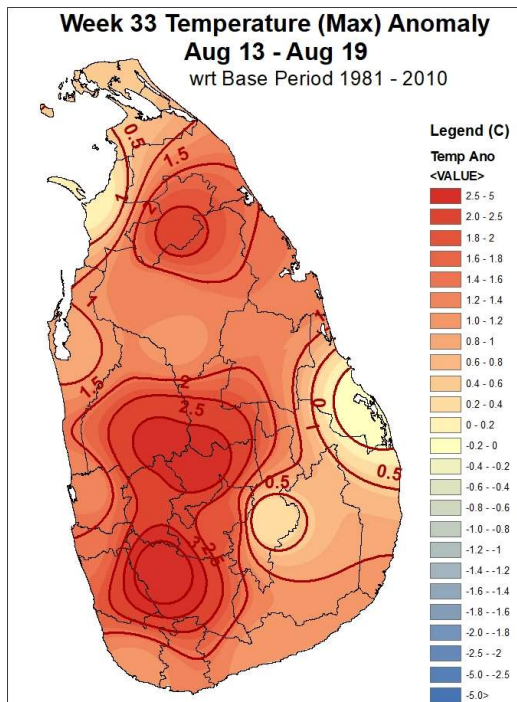 Week 33 Temperature (Max) Anomaly
Aug 13 - Aug 19
wrt Base Period 1981 - 2010
Legend (C)
Temp Ano
<VALUE>
2.5 - 5
2.0 - 2.5
1.8 - 2
1.6 - 1.8
1.4 - 1.6
1.2 - 1.4
1.0 - 1.2
0.8 - 1
0.6 - 0.8
0.4 - 0.6
0.2 - 0.4
0 - 0.2
-0.2 - 0
-0.4 - -0.2
-0.6 - -0.4
-0.8 - -0.6
-1.0 - -0.8
-1.2 - -1
-1.4 - -1.2
-1.6 - -1.4
-1.8 - -1.6
-2.0 - -1.8
-2.5 - -2
-5.0 - -2.5
-5.0>
0.5
1.5
1
2
1
1.5
2
2.5
0
1
0.5
0.5
2.5